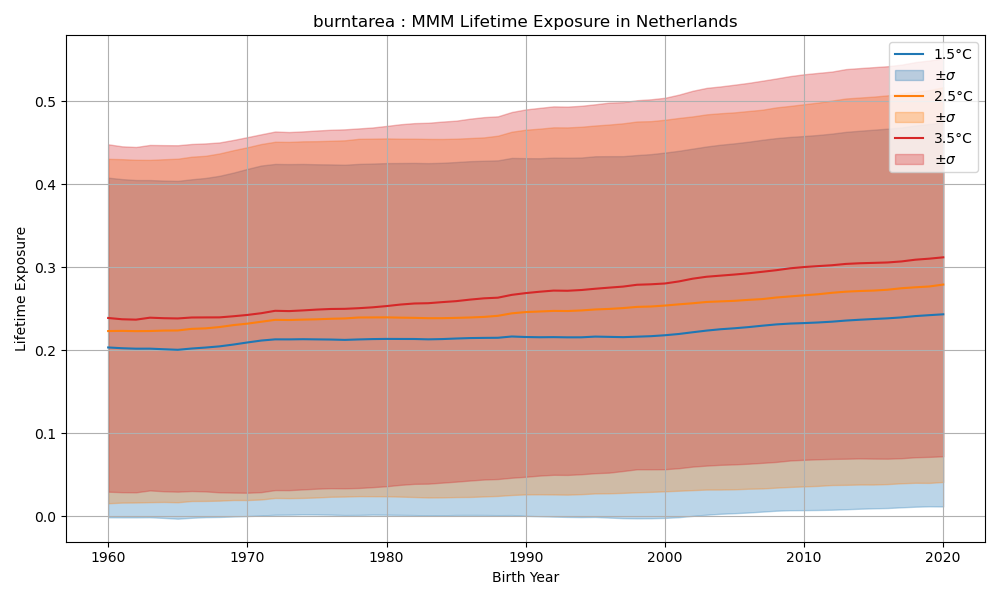 burntarea : MMM Lifetime Exposure in Netherlands
1.5°C
±σ
2.5°C
±σ
3.5°C
±σ
Lifetime Exposure
0.5
0.4
0.3
0.2
0.1
0.0
1960 1970 1980 1990 2000 2010 2020
Birth Year